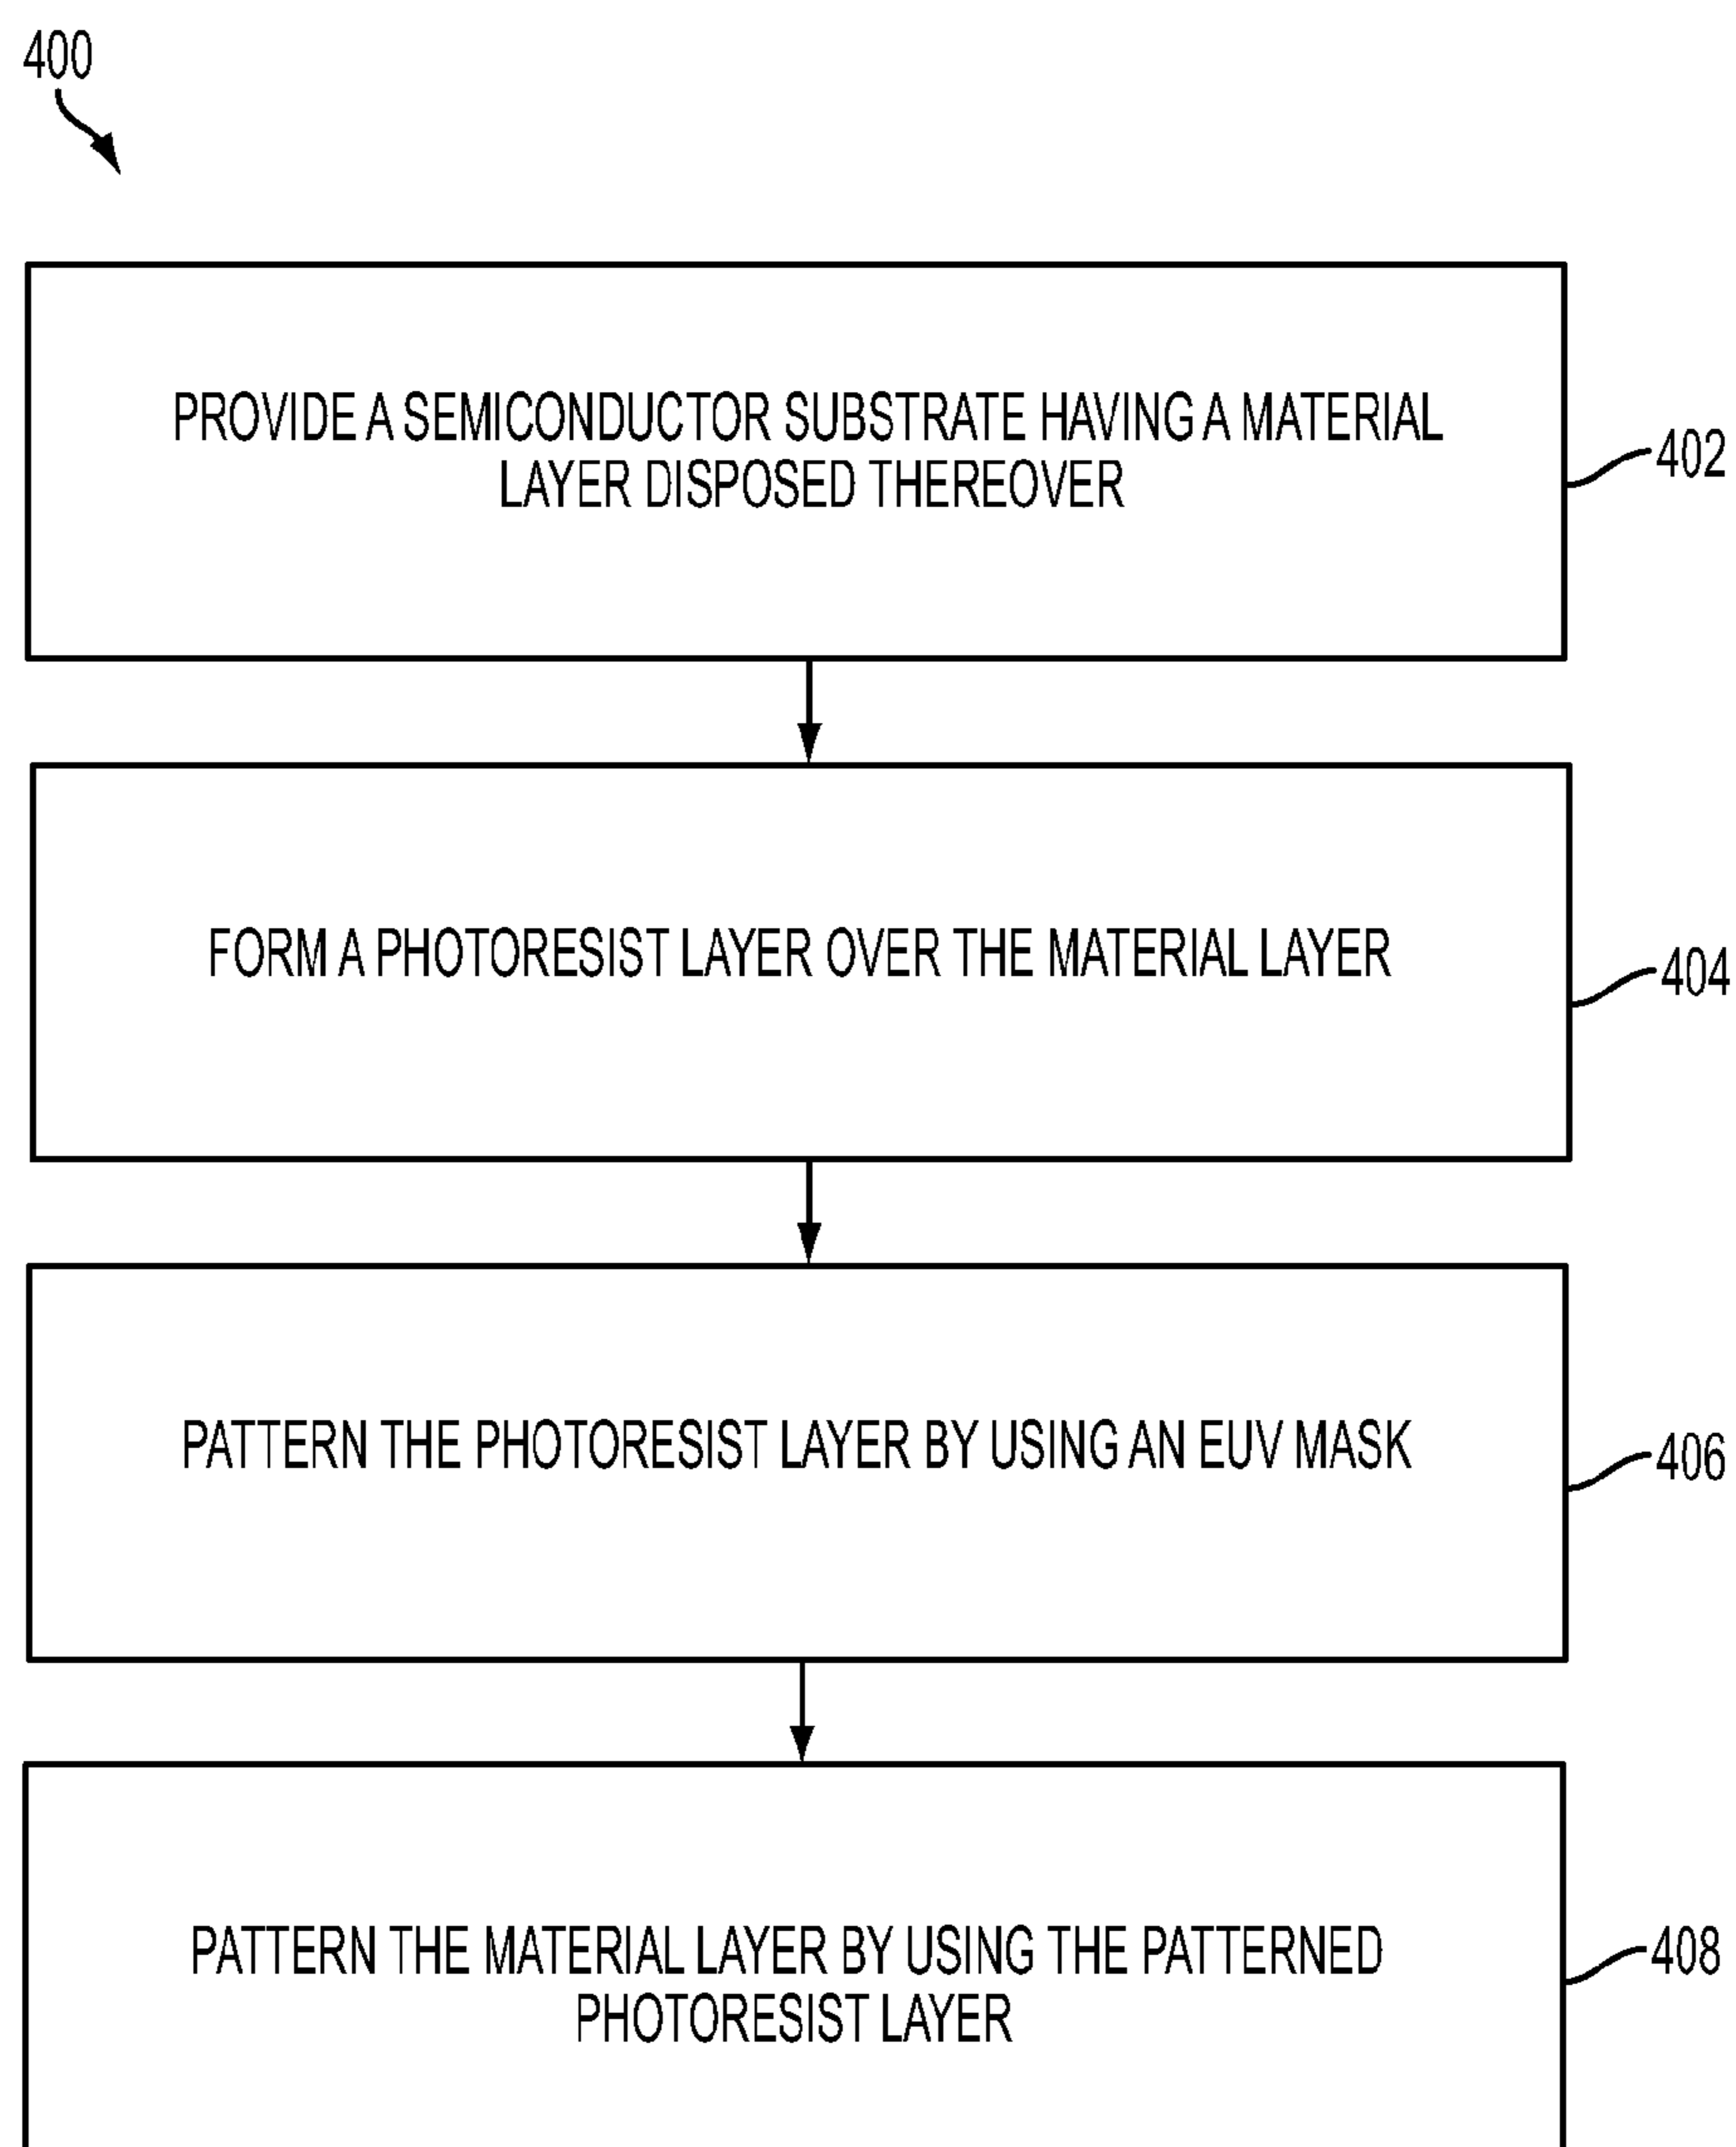 400
PROVIDE A SEMICONDUCTOR SUBSTRATE HAVING A MATERIAL
LAYER DISPOSED THEREOVER
402
FORM A PHOTORESIST LAYER OVER THE MATERIAL LAYER
404
PATTERN THE PHOTORESIST LAYER BY USING AN EUV MASK
406
PATTERN THE MATERIAL LAYER BY USING THE PATTERNED
PHOTORESIST LAYER
408